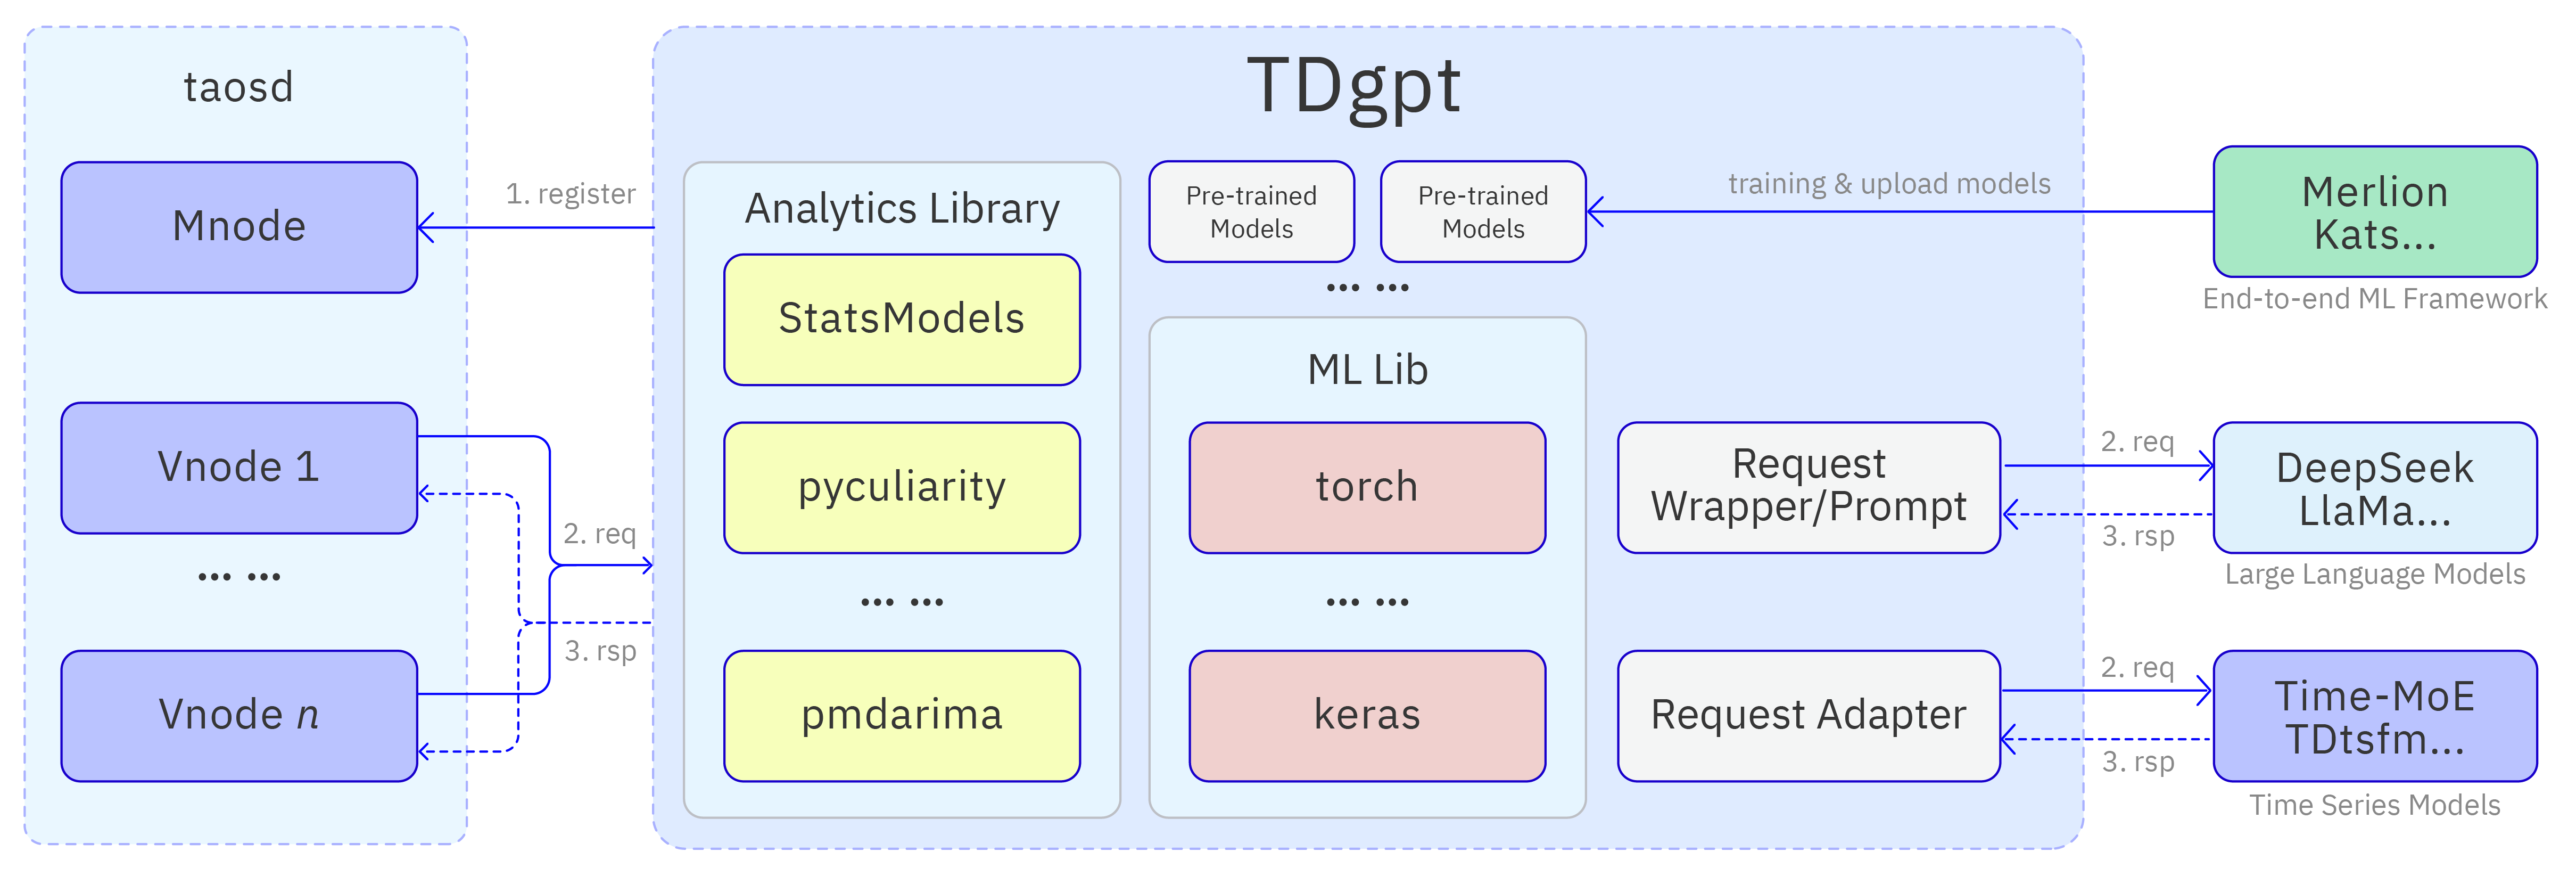 taosd
Mnode
Vnode 1
... ...
Vnode n
1. register
2. req
3. rsp
TDgpt
Analytics Library
StatsModels
pyculiarity
... ...
pmdarima
Pre-trained
Models
Pre-trained
Models
... ...
ML Lib
torch
... ...
keras
training & upload models
Request
Wrapper/Prompt
Request Adapter
2. req
3. rsp
2. req
3. rsp
Merlion
Kats...
End-to-end ML Framework
DeepSeek
LlaMa...
Large Language Models
Time-MoE
TDtsfm...
Time Series Models